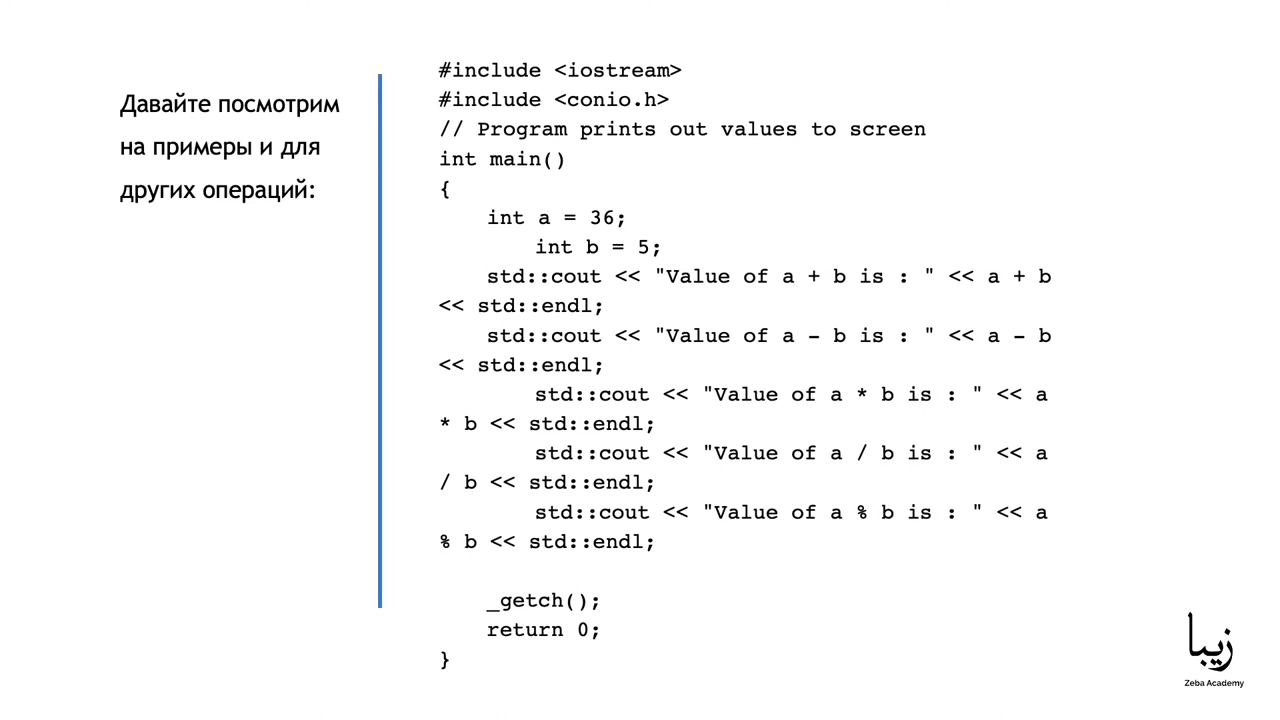 Давайте посмотрим
на примеры и для
других операций:
#include <iostream>
#include <conio.h>
// Program prints out values to screen
int main()
{
int a = 36;
int b = 5;
std::cout << "Value of a + b is : " << a + b
<< std::endl;
std::cout << "Value of a - b is : " << a - b
<< std::endl;
std::cout << "Value of a * b is : " << a
* b << std::endl;
std::cout << "Value of a / b is : " << a
/ b << std::endl;
std::cout << "Value of a % b is : " << a
% b << std::endl;
_getch();
return 0;
}
زیبا
Zeba Academy